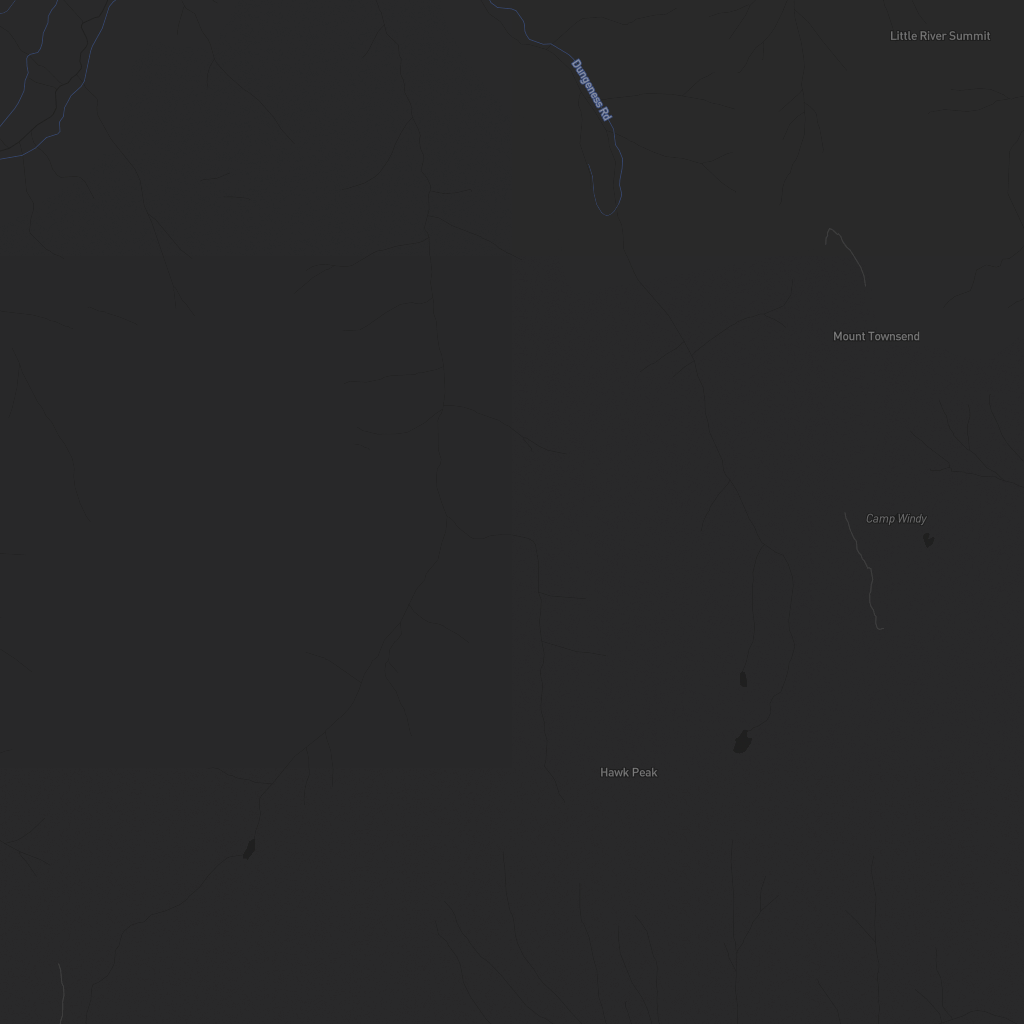 Little River Summit
Dungeness Rd
Mount Townsend
Camp Windy
Hawk Peak